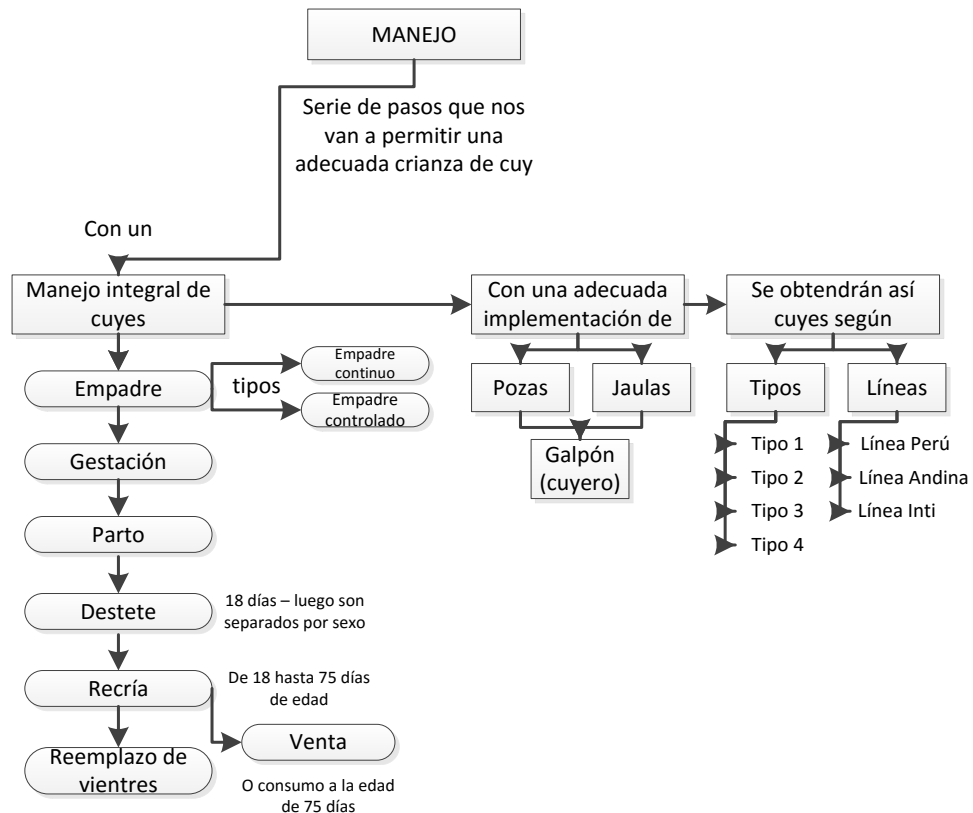 MANEJO
Serie de pasos que nos
van a permitir una
adecuada crianza de cuy
Con un
Manejo integral de
cuyes
Con una adecuada
implementación de
Se obtendrán así
cuyes según
Empadre
tipos
Empadre
continuo
Empadre
controlado
Pozas
Jaulas
Tipos
Líneas
Galpón
(cuyero)
Tipo 1
Tipo 2
Tipo 3
Tipo 4
Línea Perú
Línea Andina
Línea Inti
Gestación
Parto
Destete
18 días – luego son
separados por sexo
Recría
De 18 hasta 75 días
de edad
Venta
Reemplazo de
vientres
O consumo a la edad
de 75 días